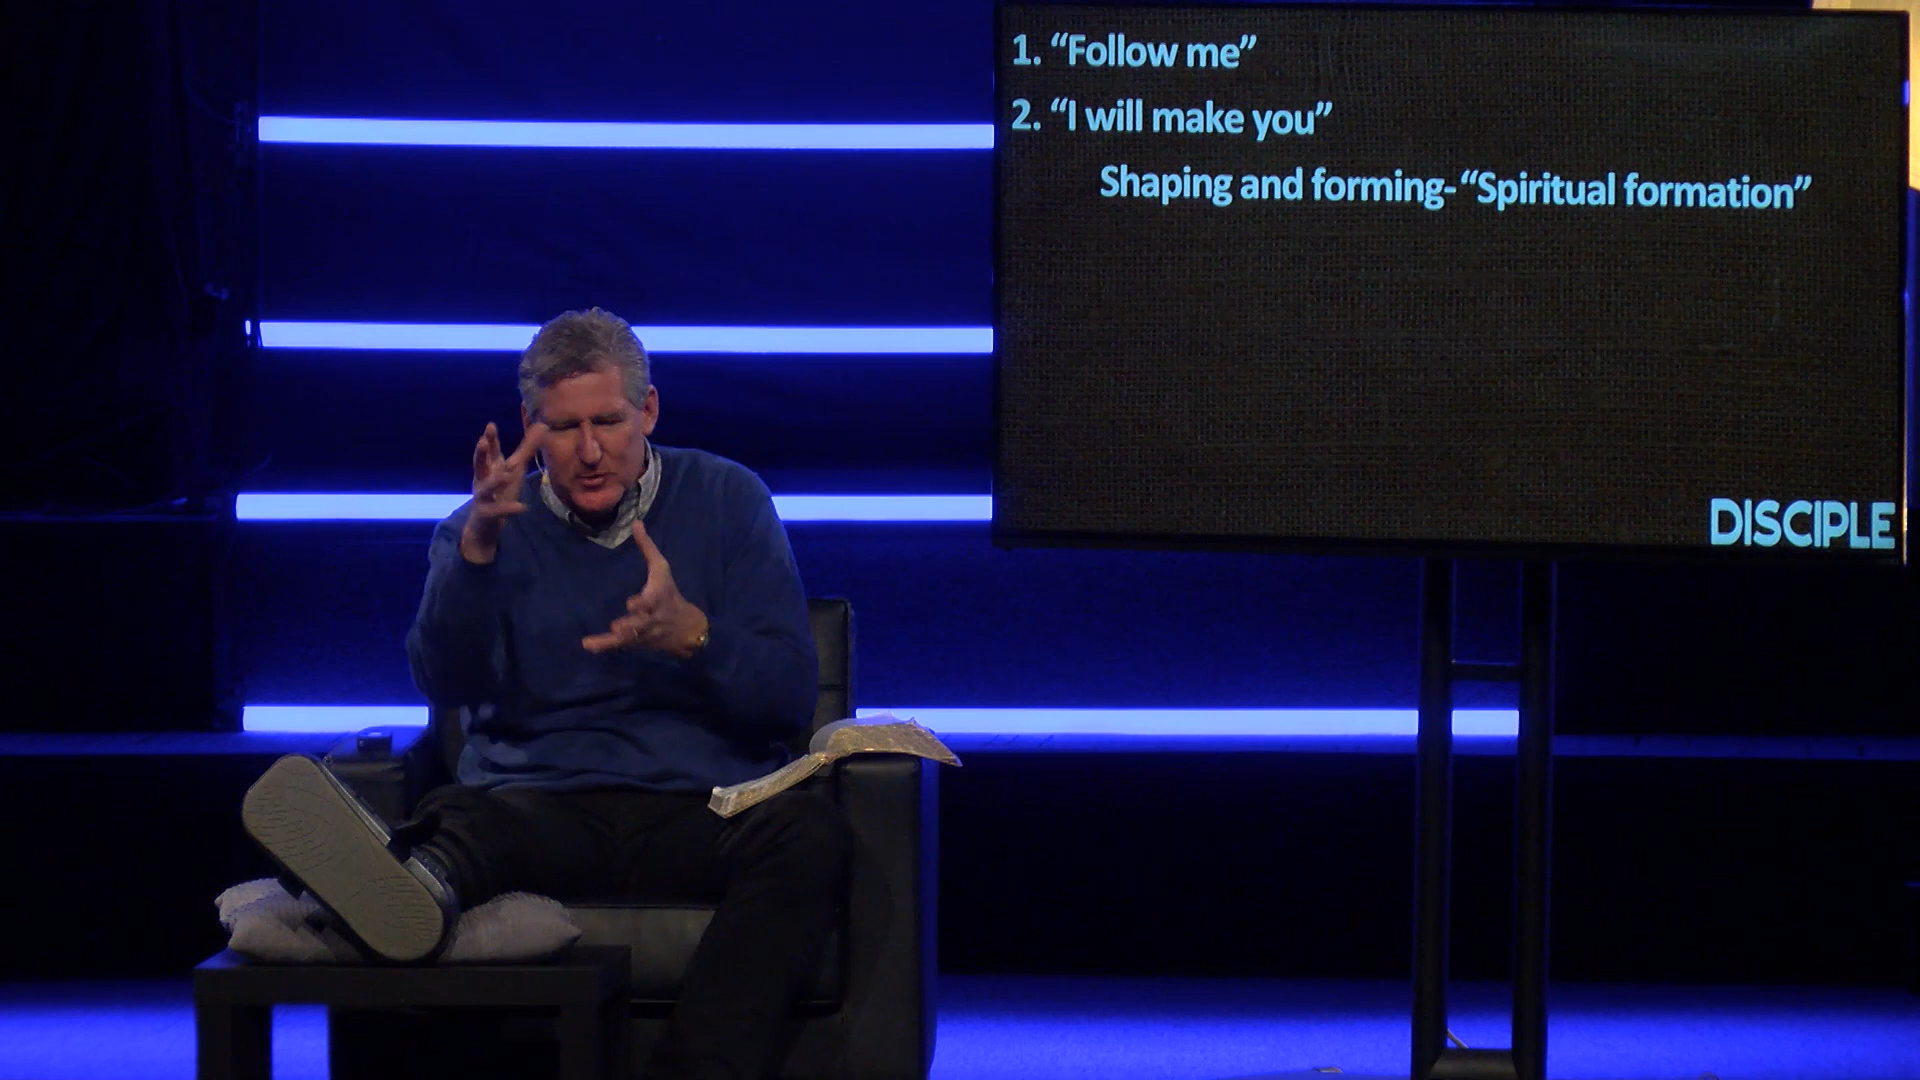 1. “Follow me”
2. “I will make you”
Shaping and forming- “Spiritual formation”
DISCIPLE